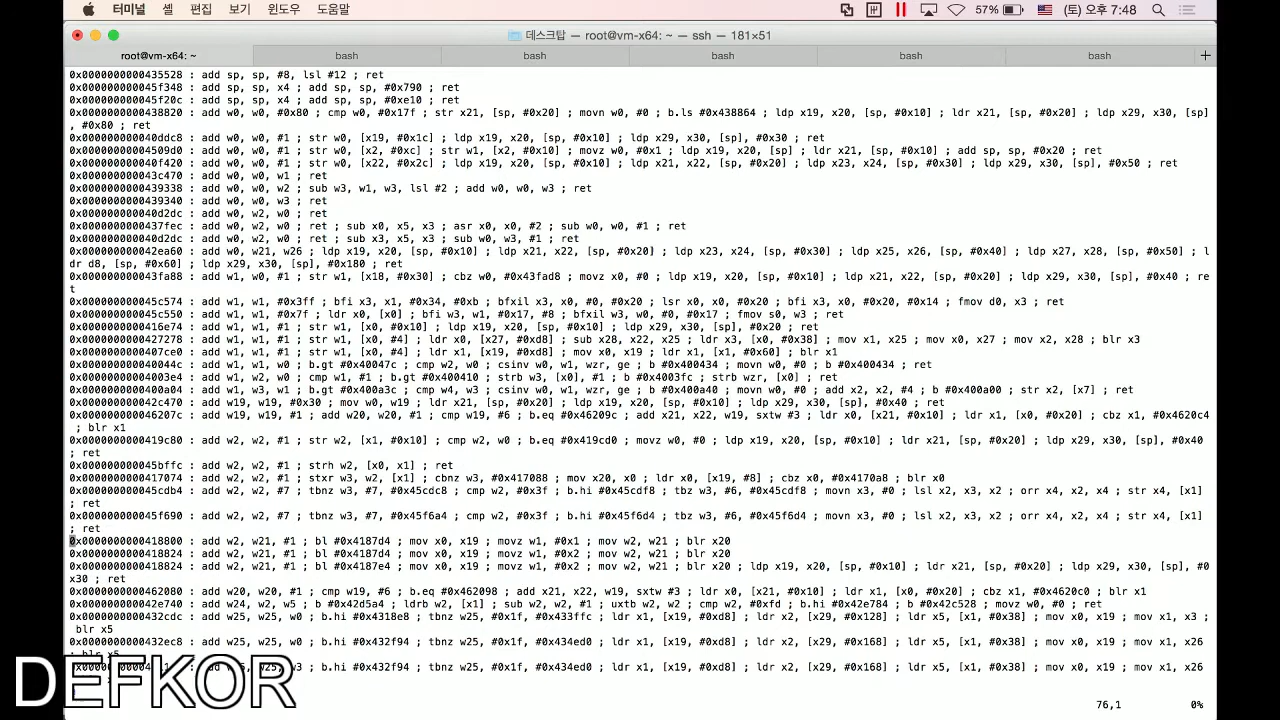 터미널 셸 편집 보기 윈도우 도움말 57% (토) 오후 7:48
데스크탑 — root@vm-x64: ~ — ssh — 181×51
root@vm-x64: ~ bash bash bash bash bash +
0x0000000000435528 : add sp, sp, #8, lsl #12 ; ret
0x000000000045f348 : add sp, sp, x4 ; add sp, sp, #0x790 ; ret
0x000000000045f20c : add sp, sp, x4 ; add sp, sp, #0xe10 ; ret
0x0000000000438820 : add w0, w0, #0x80 ; cmp w0, #0x17f ; str x21, [sp, #0x20] ; movn w0, #0 ; b.ls #0x438864 ; ldp x19, x20, [sp, #0x10] ; ldr x21, [sp, #0x20] ; ldp x29, x30, [sp]
, #0x80 ; ret
0x000000000040ddc8 : add w0, w0, #1 ; str w0, [x19, #0x1c] ; ldp x19, x20, [sp, #0x10] ; ldp x29, x30, [sp], #0x30 ; ret
0x00000000004509d0 : add w0, w0, #1 ; str w0, [x2, #0xc] ; str w1, [x2, #0x10] ; movz w0, #0x1 ; ldp x19, x20, [sp] ; ldr x21, [sp, #0x10] ; add sp, sp, #0x20 ; ret
0x000000000040f420 : add w0, w0, #1 ; str w0, [x22, #0x2c] ; ldp x19, x20, [sp, #0x10] ; ldp x21, x22, [sp, #0x20] ; ldp x23, x24, [sp, #0x30] ; ldp x29, x30, [sp], #0x50 ; ret
0x000000000043c470 : add w0, w0, w1 ; ret
0x0000000000439338 : add w0, w0, w2 ; sub w3, w1, w3, lsl #2 ; add w0, w0, w3 ; ret
0x0000000000439340 : add w0, w0, w3 ; ret
0x000000000040d2dc : add w0, w2, w0 ; ret
0x0000000000437fec : add w0, w2, w0 ; ret ; sub x0, x5, x3 ; asr x0, x0, #2 ; sub w0, w0, #1 ; ret
0x000000000040d2dc : add w0, w2, w0 ; ret ; sub x3, x5, x3 ; sub w0, w3, #1 ; ret
0x000000000042ea60 : add w0, w21, w26 ; ldp x19, x20, [sp, #0x10] ; ldp x21, x22, [sp, #0x20] ; ldp x23, x24, [sp, #0x30] ; ldp x25, x26, [sp, #0x40] ; ldp x27, x28, [sp, #0x50] ; l
dr d8, [sp, #0x60] ; ldp x29, x30, [sp], #0x180 ; ret
0x000000000043fa88 : add w1, w0, #1 ; str w1, [x18, #0x30] ; cbz w0, #0x43fad8 ; movz x0, #0 ; ldp x19, x20, [sp, #0x10] ; ldp x21, x22, [sp, #0x20] ; ldp x29, x30, [sp], #0x40 ; re
t
0x000000000045c574 : add w1, w1, #0x3ff ; bfi x3, x1, #0x34, #0xb ; bfxil x3, x0, #0, #0x20 ; lsr x0, x0, #0x20 ; bfi x3, x0, #0x20, #0x14 ; fmov d0, x3 ; ret
0x000000000045c550 : add w1, w1, #0x7f ; ldr x0, [x0] ; bfi w3, w1, #0x17, #8 ; bfxil w3, w0, #0, #0x17 ; fmov s0, w3 ; ret
0x0000000000416e74 : add w1, w1, #1 ; str w1, [x0, #0x10] ; ldp x19, x20, [sp, #0x10] ; ldp x29, x30, [sp], #0x20 ; ret
0x0000000000427278 : add w1, w1, #1 ; str w1, [x0, #4] ; ldr x0, [x27, #0xd8] ; sub x28, x22, x25 ; ldr x3, [x0, #0x38] ; mov x1, x25 ; mov x0, x27 ; mov x2, x28 ; blr x3
0x0000000000407ce0 : add w1, w1, #1 ; str w1, [x0, #4] ; ldr x1, [x19, #0xd8] ; mov x0, x19 ; ldr x1, [x1, #0x60] ; blr x1
0x000000000040044c : add w1, w1, w0 ; b.gt #0x40047c ; cmp w2, w0 ; csinv w0, w1, wzr, ge ; b #0x400434 ; movn w0, #0 ; b #0x400434 ; ret
0x00000000004003e4 : add w1, w2, w0 ; cmp w1, #1 ; b.gt #0x400410 ; strb w3, [x0], #1 ; b #0x4003fc ; strb wzr, [x0] ; ret
0x0000000000400a04 : add w1, w3, w1 ; b.gt #0x400a3c ; cmp w4, w3 ; csinv w0, w1, wzr, ge ; b #0x400a40 ; movn w0, #0 ; add x2, x2, #4 ; b #0x400a00 ; str w2, [x7] ; ret
0x000000000042c470 : add w19, w19, #0x30 ; mov w0, w19 ; ldr x21, [sp, #0x20] ; ldp x19, x20, [sp, #0x10] ; ldp x29, x30, [sp], #0x40 ; ret
0x000000000046207c : add w19, w19, #1 ; add w20, w20, #1 ; cmp w19, #6 ; b.eq #0x46209c ; add x21, x22, w19, sxtw #3 ; ldr x0, [x21, #0x10] ; ldr x1, [x0, #0x20] ; cbz x1, #0x4620c4
; blr x1
0x0000000000419c80 : add w2, w2, #1 ; str w2, [x1, #0x10] ; cmp w2, w0 ; b.eq #0x419cd0 ; movz w0, #0 ; ldp x19, x20, [sp, #0x10] ; ldr x21, [sp, #0x20] ; ldp x29, x30, [sp], #0x40
; ret
0x000000000045bffc : add w2, w2, #1 ; strh w2, [x0, x1] ; ret
0x0000000000417074 : add w2, w2, #1 ; stxr w3, w2, [x1] ; cbnz w3, #0x417088 ; mov x20, x0 ; ldr x0, [x19, #8] ; cbz x0, #0x4170a8 ; blr x0
0x000000000045cdb4 : add w2, w2, #7 ; tbnz w3, #7, #0x45cdc8 ; cmp w2, #0x3f ; b.hi #0x45cdf8 ; tbz w3, #6, #0x45cdf8 ; movn x3, #0 ; lsl x2, x3, x2 ; orr x4, x2, x4 ; str x4, [x1]
; ret
0x000000000045f690 : add w2, w2, #7 ; tbnz w3, #7, #0x45f6a4 ; cmp w2, #0x3f ; b.hi #0x45f6d4 ; tbz w3, #6, #0x45f6d4 ; movn x3, #0 ; lsl x2, x3, x2 ; orr x4, x2, x4 ; str x4, [x1]
; ret
0x0000000000418800 : add w2, w21, #1 ; bl #0x4187d4 ; mov x0, x19 ; movz w1, #0x1 ; mov w2, w21 ; blr x20
0x0000000000418824 : add w2, w21, #1 ; bl #0x4187d4 ; mov x0, x19 ; movz w1, #0x2 ; mov w2, w21 ; blr x20
0x0000000000418824 : add w2, w21, #1 ; bl #0x4187e4 ; mov x0, x19 ; movz w1, #0x2 ; mov w2, w21 ; blr x20 ; ldp x19, x20, [sp, #0x10] ; ldr x21, [sp, #0x20] ; ldp x29, x30, [sp], #0
x30 ; ret
0x0000000000462080 : add w20, w20, #1 ; cmp w19, #6 ; b.eq #0x462098 ; add x21, x22, w19, sxtw #3 ; ldr x0, [x21, #0x10] ; ldr x1, [x0, #0x20] ; cbz x1, #0x4620c0 ; blr x1
0x000000000042e740 : add w24, w2, w5 ; b #0x42d5a4 ; ldrb w2, [x1] ; sub w2, w2, #1 ; uxtb w2, w2 ; cmp w2, #0xfd ; b.hi #0x42e784 ; b #0x42c528 ; movz w0, #0 ; ret
0x0000000000432cdc : add w25, w25, w0 ; b.hi #0x4318e8 ; tbnz w25, #0x1f, #0x433ffc ; ldr x1, [x19, #0xd8] ; ldr x2, [x29, #0x128] ; ldr x5, [x1, #0x38] ; mov x0, x19 ; mov x1, x3 ;
blr x5
0x0000000000432ec8 : add w25, w25, w0 ; b.hi #0x432f94 ; tbnz w25, #0x1f, #0x434ed0 ; ldr x1, [x19, #0xd8] ; ldr x2, [x29, #0x168] ; ldr x5, [x1, #0x38] ; mov x0, x19 ; mov x1, x26
; blr x5
w3 ; b.hi #0x432f94 ; tbnz w25, #0x1f, #0x434ed0 ; ldr x1, [x19, #0xd8] ; ldr x2, [x29, #0x168] ; ldr x5, [x1, #0x38] ; mov x0, x19 ; mov x1, x26
DEFKOR
76,1 0%